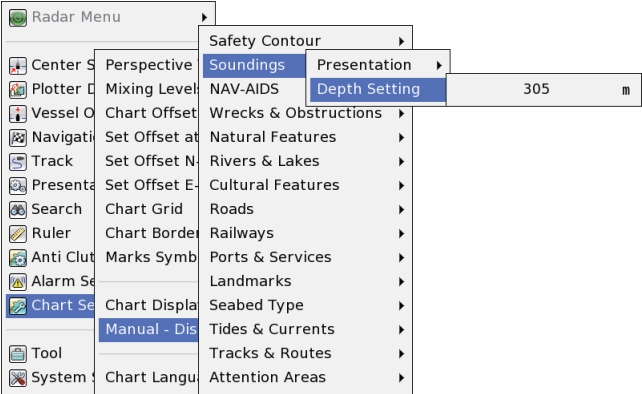 Radar Menu
Center S
Plotter D
Vessel O
Navigati
Track
Presenta
Search
Ruler
Anti Clut
Alarm Se
Chart Se
Tool
System S
Perspective
Mixing Levels
Chart Offset
Set Offset at
Set Offset N-
Set Offset E-
Chart Grid
Chart Border
Marks Symb
Chart Display
Manual - Dis
Chart Langua
Safety Contour
Soundings
NAV-AIDS
Wrecks & Obstructions
Natural Features
Rivers & Lakes
Cultural Features
Roads
Railways
Ports & Services
Landmarks
Seabed Type
Tides & Currents
Tracks & Routes
Attention Areas
Presentation
Depth Setting
305 m